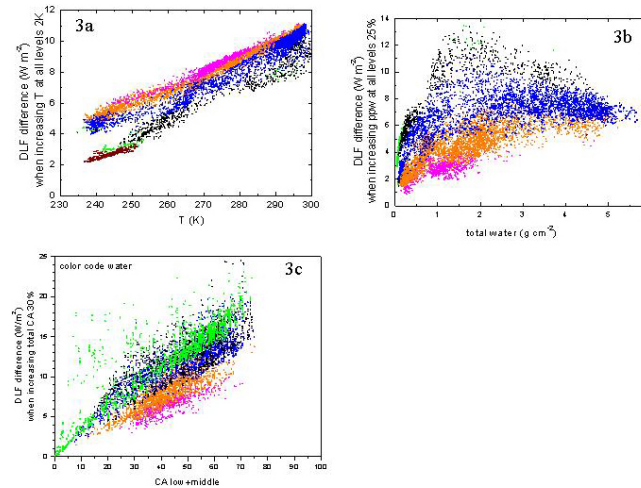 3a
DLF difference (W m⁻²)
when increasing T at all levels 2K
12
10
8
6
4
2
0
230 240 250 260 270 280 290 300
T (K)
3b
DLF difference (W m⁻²)
when increasing ppw at all levels 25%
14
12
10
8
6
4
2
0
0 1 2 3 4 5
total water (g cm⁻²)
3c
color code water
DLF difference (W/m²)
when increasing total CA 30%
25
20
15
10
5
0
0 10 20 30 40 50 60 70 80 90 100
CA low+middle